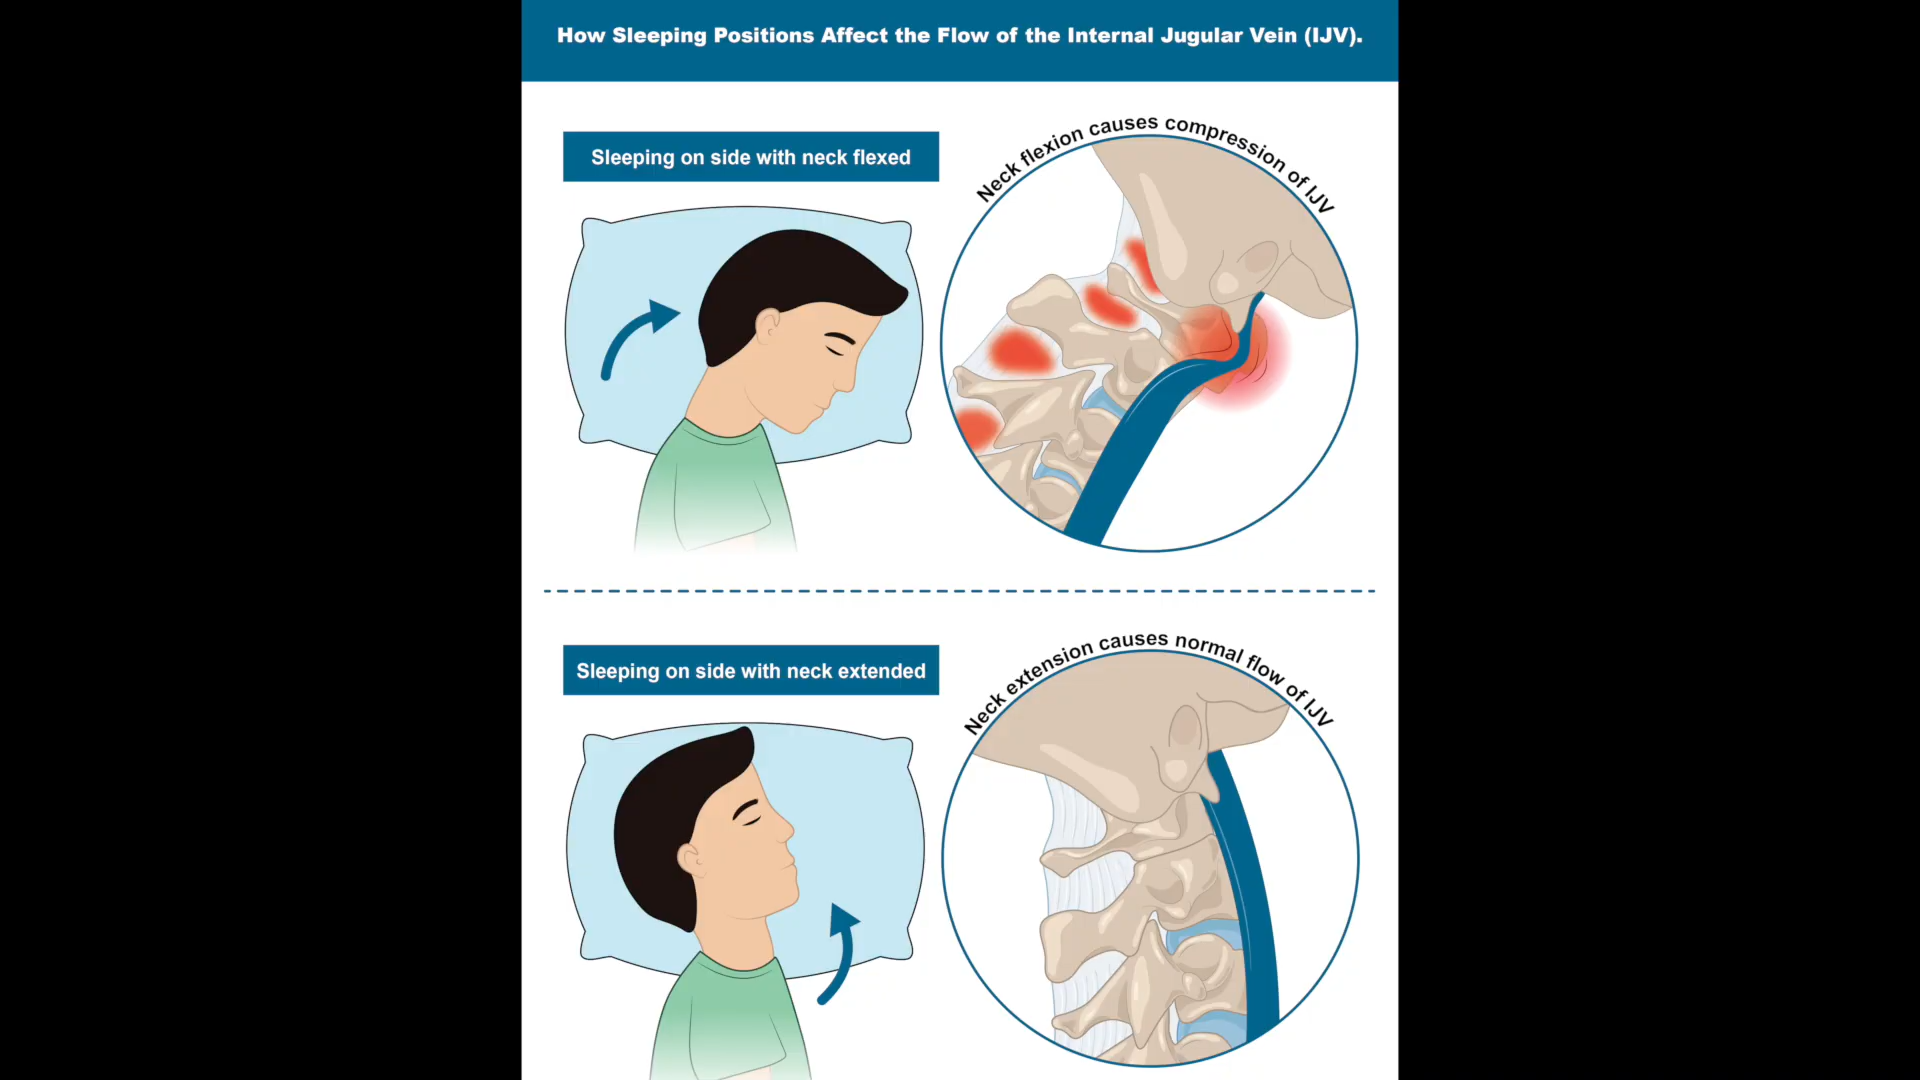 How Sleeping Positions Affect the Flow of the Internal Jugular Vein (IJV).
Sleeping on side with neck flexed
Neck flexion causes compression of IJV
Sleeping on side with neck extended
Neck extension causes normal flow of IJV